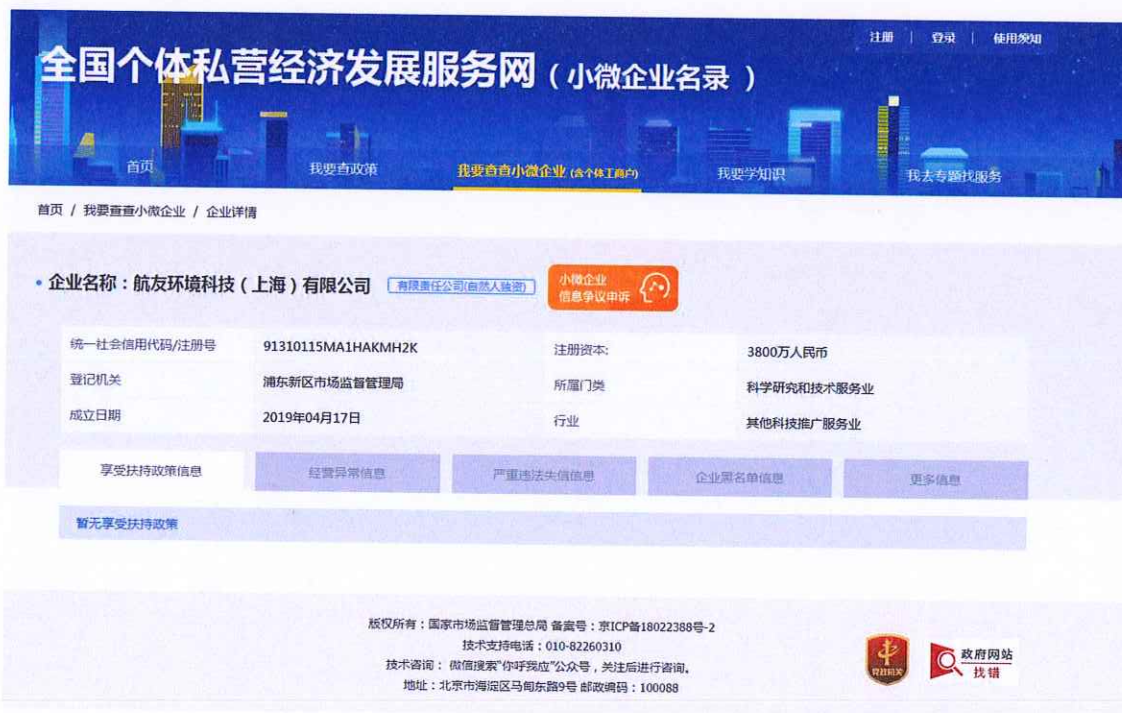 注册 | 登录 | 使用须知
全国个体私营经济发展服务网（小微企业名录）
首页 我要查政策 我要查查小微企业 (含个体工商户) 我要学知识 我去专题找服务
首页 / 我要查查小微企业 / 企业详情
• 企业名称：航友环境科技（上海）有限公司 有限责任公司(自然人独资) 小微企业
信息争议申诉
统一社会信用代码/注册号 91310115MA1HAKMH2K 注册资本: 3800万人民币
登记机关 浦东新区市场监督管理局 所属门类 科学研究和技术服务业
成立日期 2019年04月17日 行业 其他科技推广服务业
享受扶持政策信息 经营异常信息 严重违法失信信息 企业黑名单信息 更多信息
暂无享受扶持政策
版权所有：国家市场监督管理总局 备案号：京ICP备18022388号-2
技术支持电话：010-82260310
技术咨询： 微信搜索"你呼我应"公众号，关注后进行咨询。
地址：北京市海淀区马甸东路9号 邮政编码：100088
党政机关
政府网站
找错